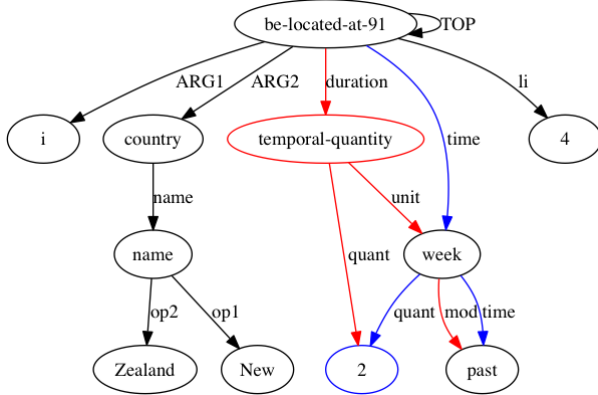 be-located-at-91 TOP
ARG1 ARG2 duration li
i country temporal-quantity time 4
name unit
name quant week
op2 op1 quant mod time
Zealand New 2 past